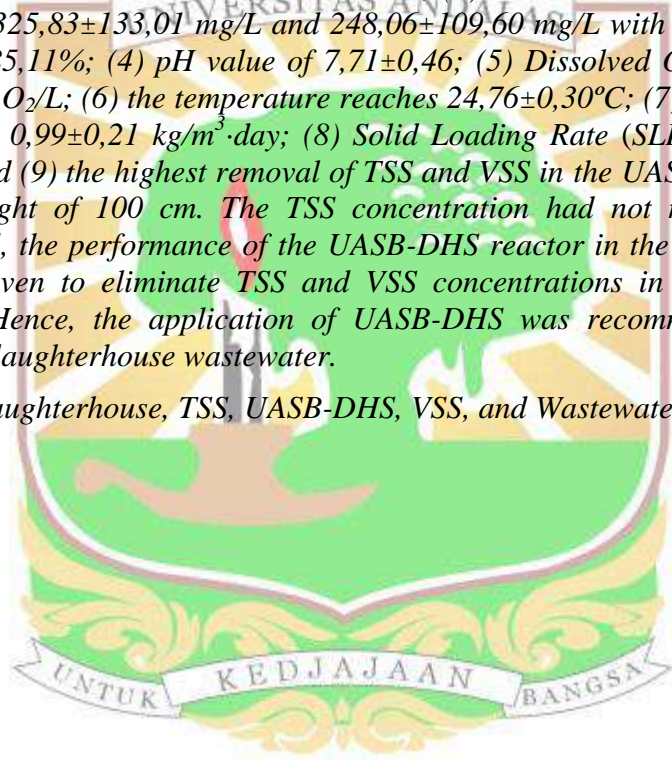 UNIVERSITAS ANDALAS
325,83±133,01 mg/L and 248,06±109,60 mg/L with
35,11%; (4) pH value of 7,71±0,46; (5) Dissolved
O₂/L; (6) the temperature reaches 24,76±0,30ºC; (7)
0,99±0,21 kg/m³·day; (8) Solid Loading Rate (SL
d (9) the highest removal of TSS and VSS in the UAS
ght of 100 cm. The TSS concentration had not
, the performance of the UASB-DHS reactor in the
ven to eliminate TSS and VSS concentrations in
Hence, the application of UASB-DHS was recom
laughterhouse wastewater.
aughterhouse, TSS, UASB-DHS, VSS, and Wastewate
UNTUK KEDJAJAAN BANGSA